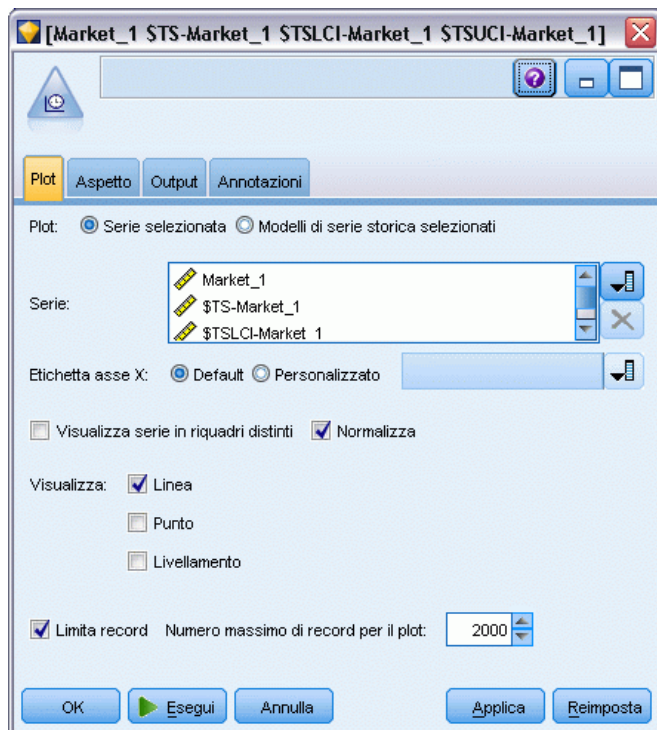 [Market_1 $TS-Market_1 $TSLCI-Market_1 $TSUCI-Market_1]
Plot Aspetto Output Annotazioni
Plot: Serie selezionata Modelli di serie storica selezionati
Serie:
Market_1
$TS-Market_1
$TSLCI-Market_1
Etichetta asse X: Default Personalizzato
Visualizza serie in riquadri distinti Normalizza
Visualizza: Linea
Punto
Livellamento
Limita record Numero massimo di record per il plot: 2000
OK Esegui Annulla Applica Reimposta